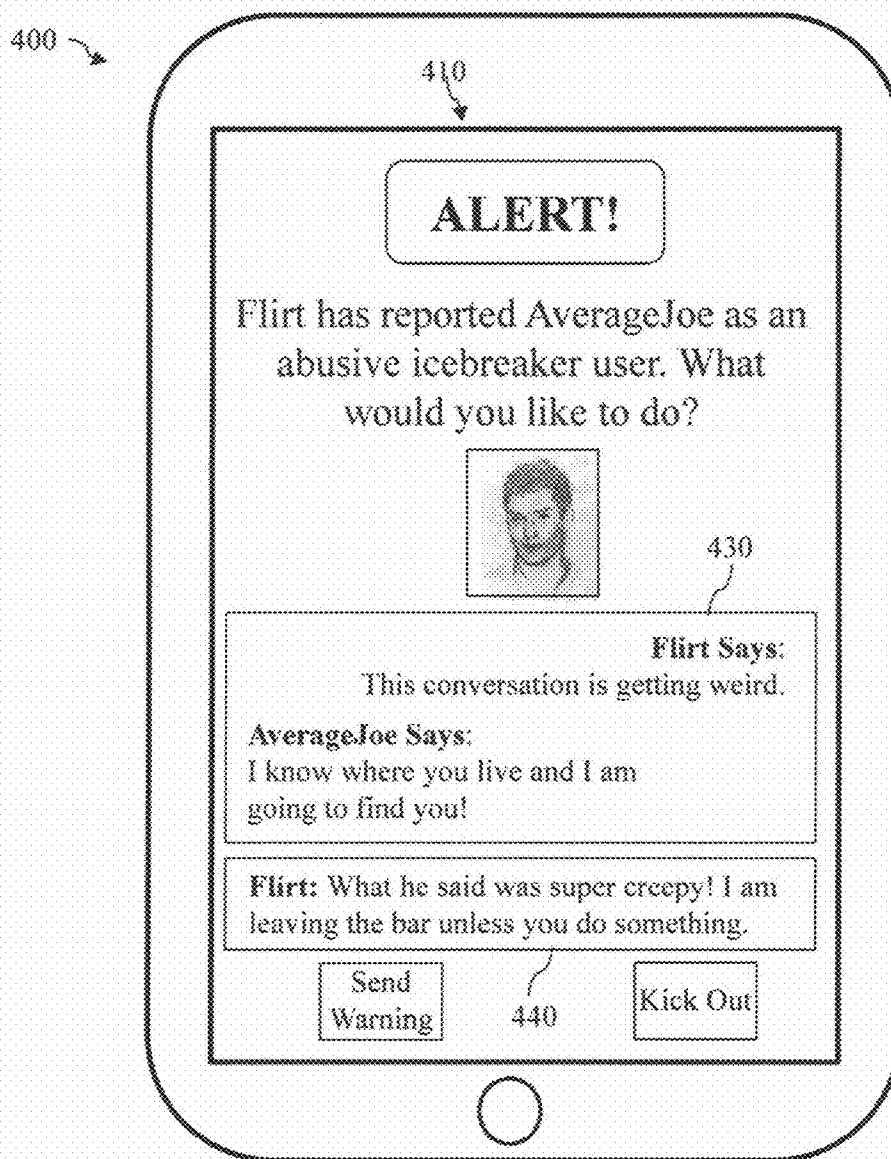 400
410
ALERT!
Flirt has reported AverageJoe as an
abusive icebreaker user. What
would you like to do?
430
Flirt Says:
This conversation is getting weird.
AverageJoe Says:
I know where you live and I am
going to find you!
Flirt: What he said was super creepy! I am
leaving the bar unless you do something.
Send
Warning
440
Kick Out